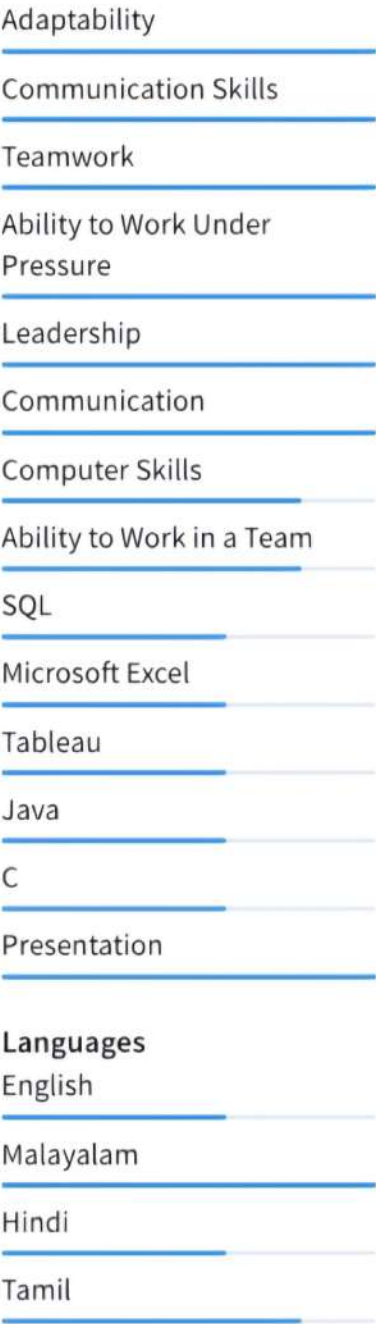 Adaptability
Communication Skills
Teamwork
Ability to Work Under
Pressure
Leadership
Communication
Computer Skills
Ability to Work in a Team
SQL
Microsoft Excel
Tableau
Java
C
Presentation
Languages
English
Malayalam
Hindi
Tamil